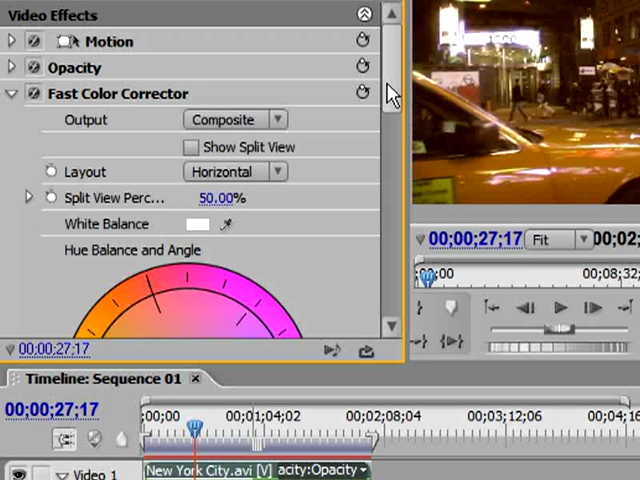 Video Effects
Motion
Opacity
Fast Color Corrector
Output Composite
Show Split View
Layout Horizontal
Split View Perc... 50.00%
White Balance
Hue Balance and Angle
00;00;27;17
00;00;27;17 Fit 00;02;
;00;00 00;08;32;
Timeline: Sequence 01
00;00;27;17
;00;00 00;01;04;02 00;02;08;04 00;03;12;06 00;04;16
Video 1 New York City.avi [V] acity:Opacity